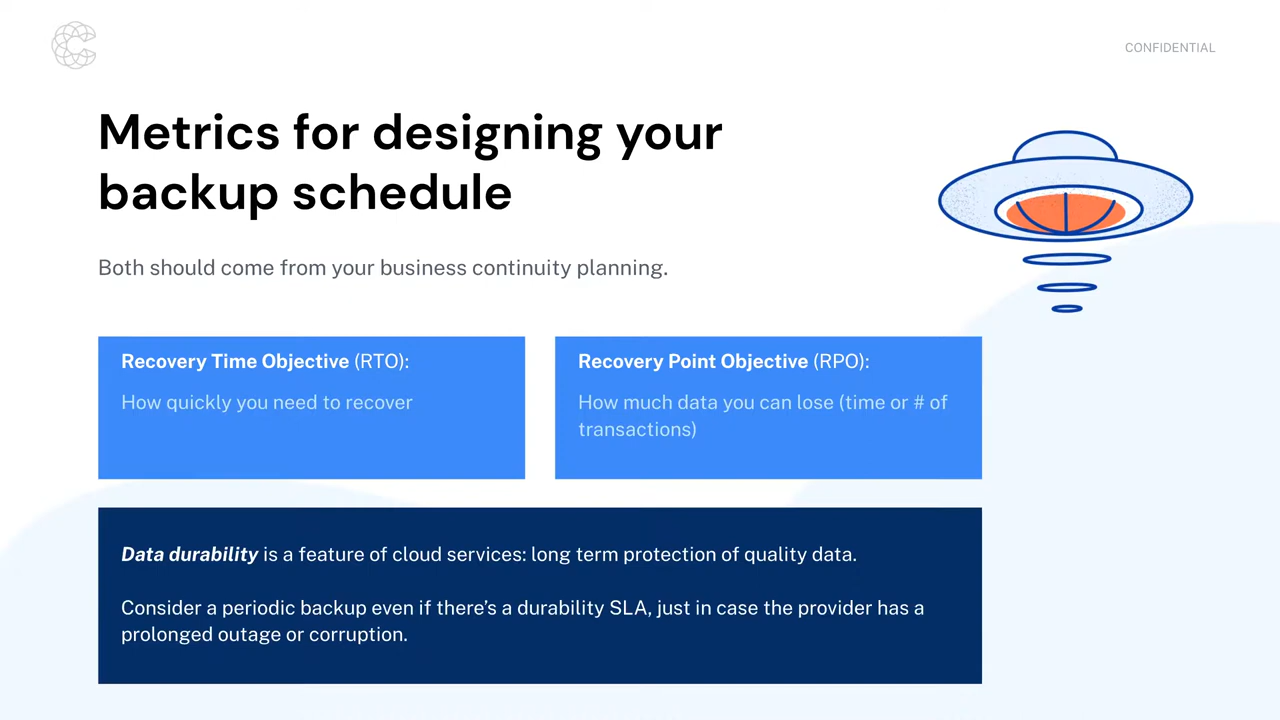 CONFIDENTIAL
Metrics for designing your
backup schedule
Both should come from your business continuity planning.
Recovery Time Objective (RTO):
How quickly you need to recover
Recovery Point Objective (RPO):
How much data you can lose (time or # of
transactions)
Data durability is a feature of cloud services: long term protection of quality data.
Consider a periodic backup even if there’s a durability SLA, just in case the provider has a
prolonged outage or corruption.